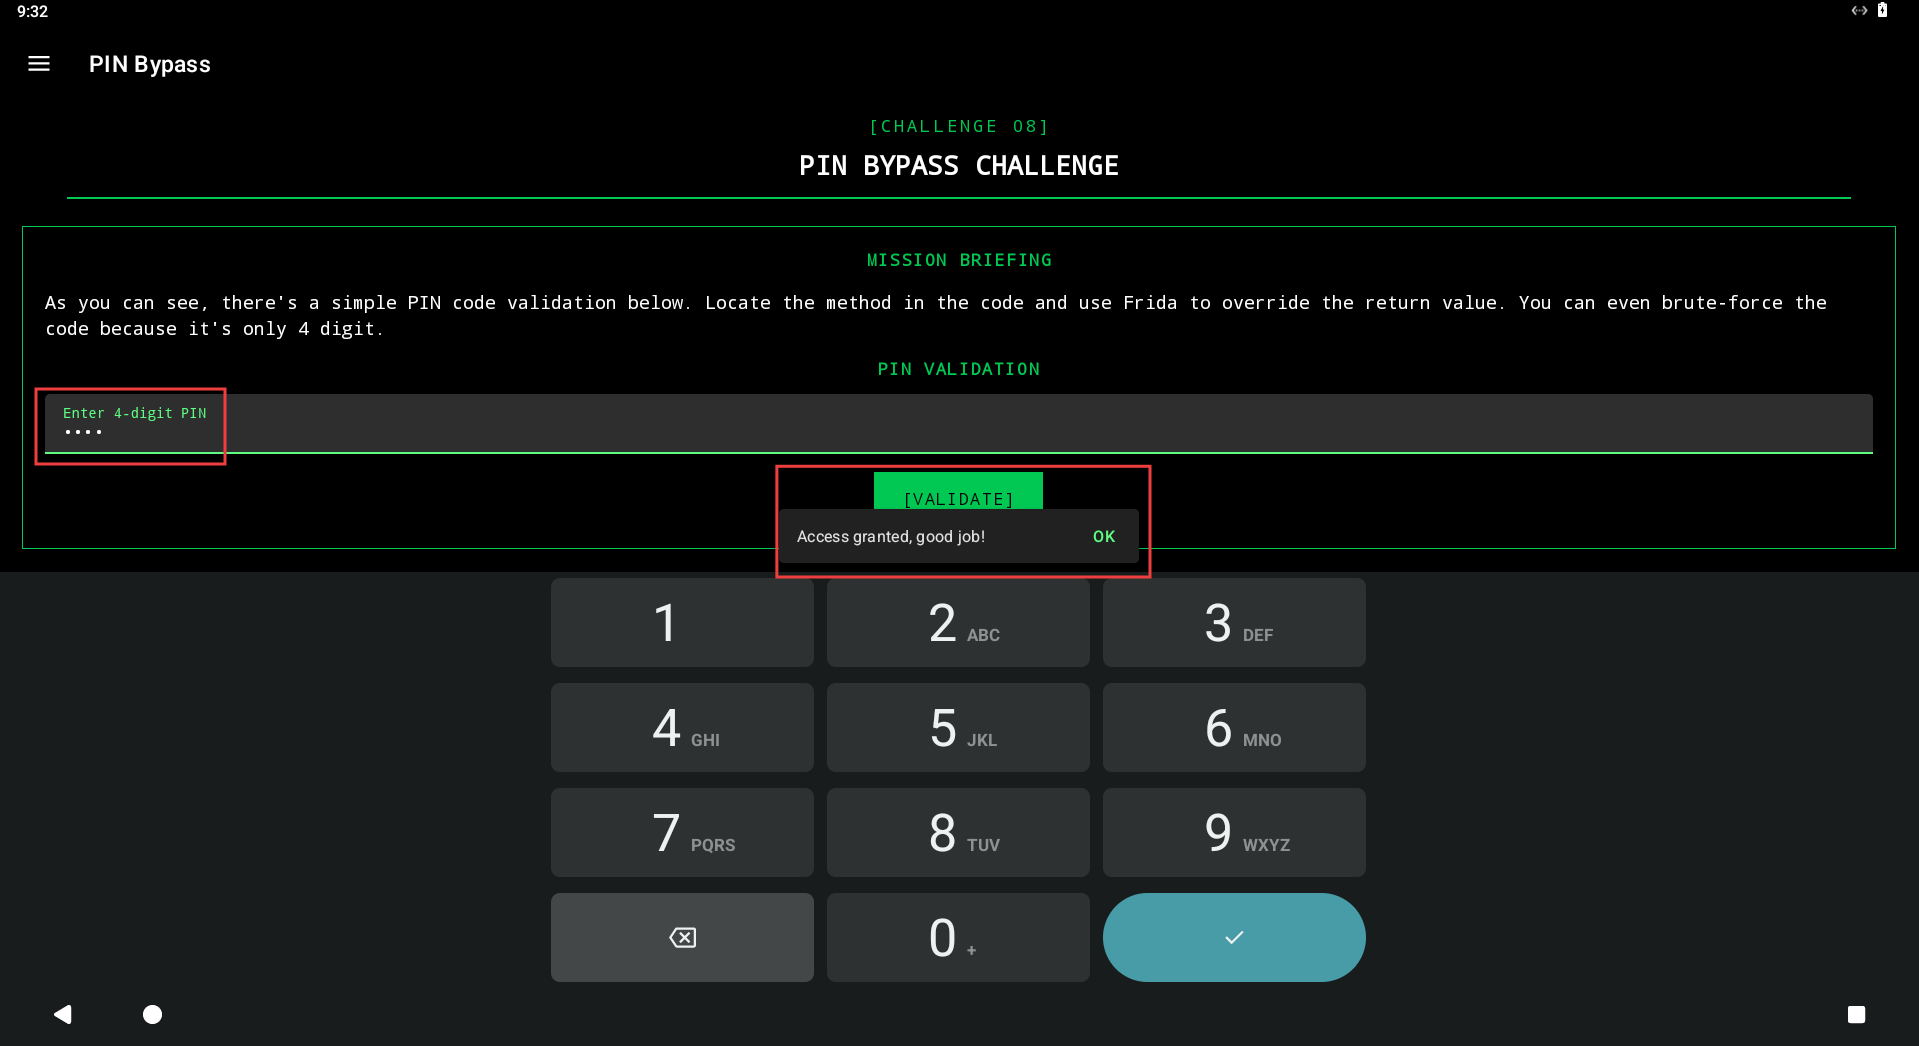 9:32
PIN Bypass
[CHALLENGE 08]
PIN BYPASS CHALLENGE
MISSION BRIEFING
As you can see, there's a simple PIN code validation below. Locate the method in the code and use Frida to override the return value. You can even brute-force the
code because it's only 4 digit.
PIN VALIDATION
Enter 4-digit PIN
••••
[VALIDATE]
Access granted, good job! OK
1 2 ABC 3 DEF
4 GHI 5 JKL 6 MNO
7 PQRS 8 TUV 9 WXYZ
0 +